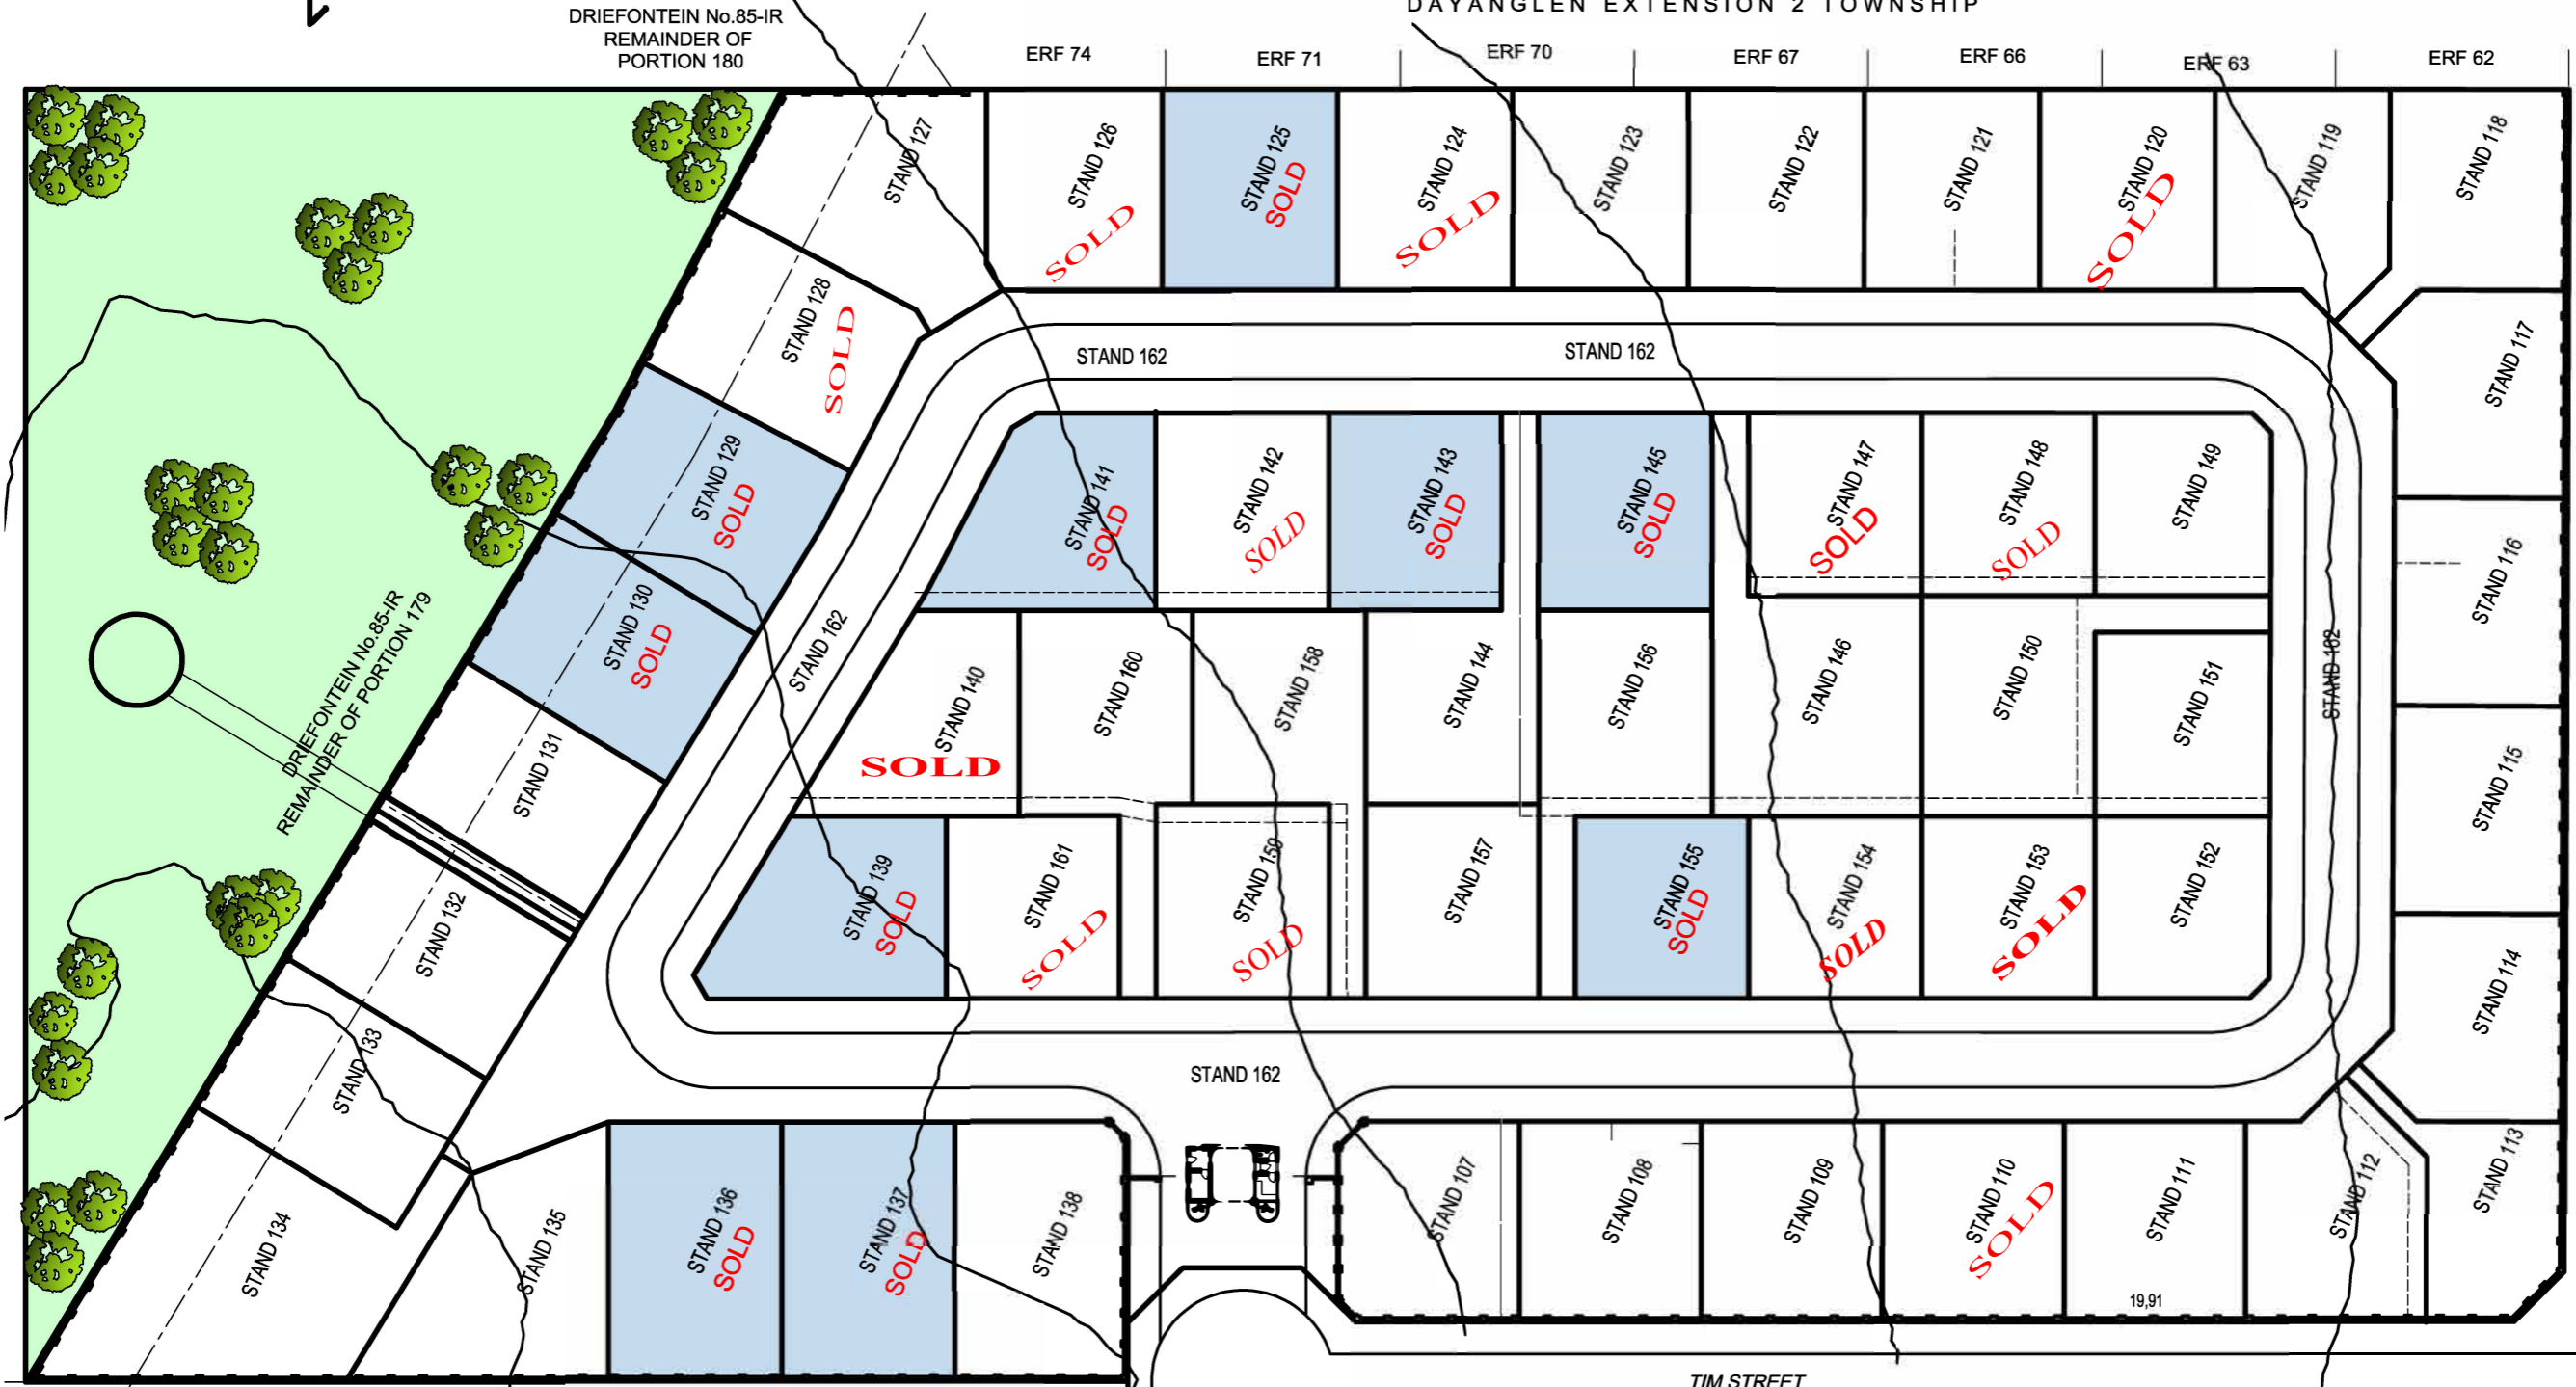 DAYANGLEN EXTENSION 2 TOWNSHIP
DRIEFONTEIN No.85-IR
REMAINDER OF
PORTION 180
ERF 74
ERF 71
ERF 70
ERF 67
ERF 66
ERF 63
ERF 62
STAND 127
STAND 126
SOLD
STAND 125
SOLD
STAND 124
SOLD
STAND 123
STAND 122
STAND 121
STAND 120
SOLD
STAND 119
STAND 118
STAND 128
SOLD
STAND 162
STAND 162
STAND 117
STAND 129
SOLD
STAND 141
SOLD
STAND 142
SOLD
STAND 143
SOLD
STAND 145
SOLD
STAND 147
SOLD
STAND 148
SOLD
STAND 149
STAND 116
STAND 130
SOLD
STAND 162
STAND 140
SOLD
STAND 160
STAND 158
STAND 144
STAND 156
STAND 146
STAND 150
STAND 151
STAND 162
DRIEFONTEIN No.85-IR
REMAINDER OF PORTION 179
STAND 131
STAND 115
STAND 132
STAND 139
SOLD
STAND 161
SOLD
STAND 159
SOLD
STAND 157
STAND 155
SOLD
STAND 154
SOLD
STAND 153
SOLD
STAND 152
STAND 114
STAND 133
STAND 162
STAND 134
STAND 135
STAND 136
SOLD
STAND 137
SOLD
STAND 138
STAND 107
STAND 108
STAND 109
STAND 110
SOLD
STAND 111
STAND 112
STAND 113
19,91
TIM STREET